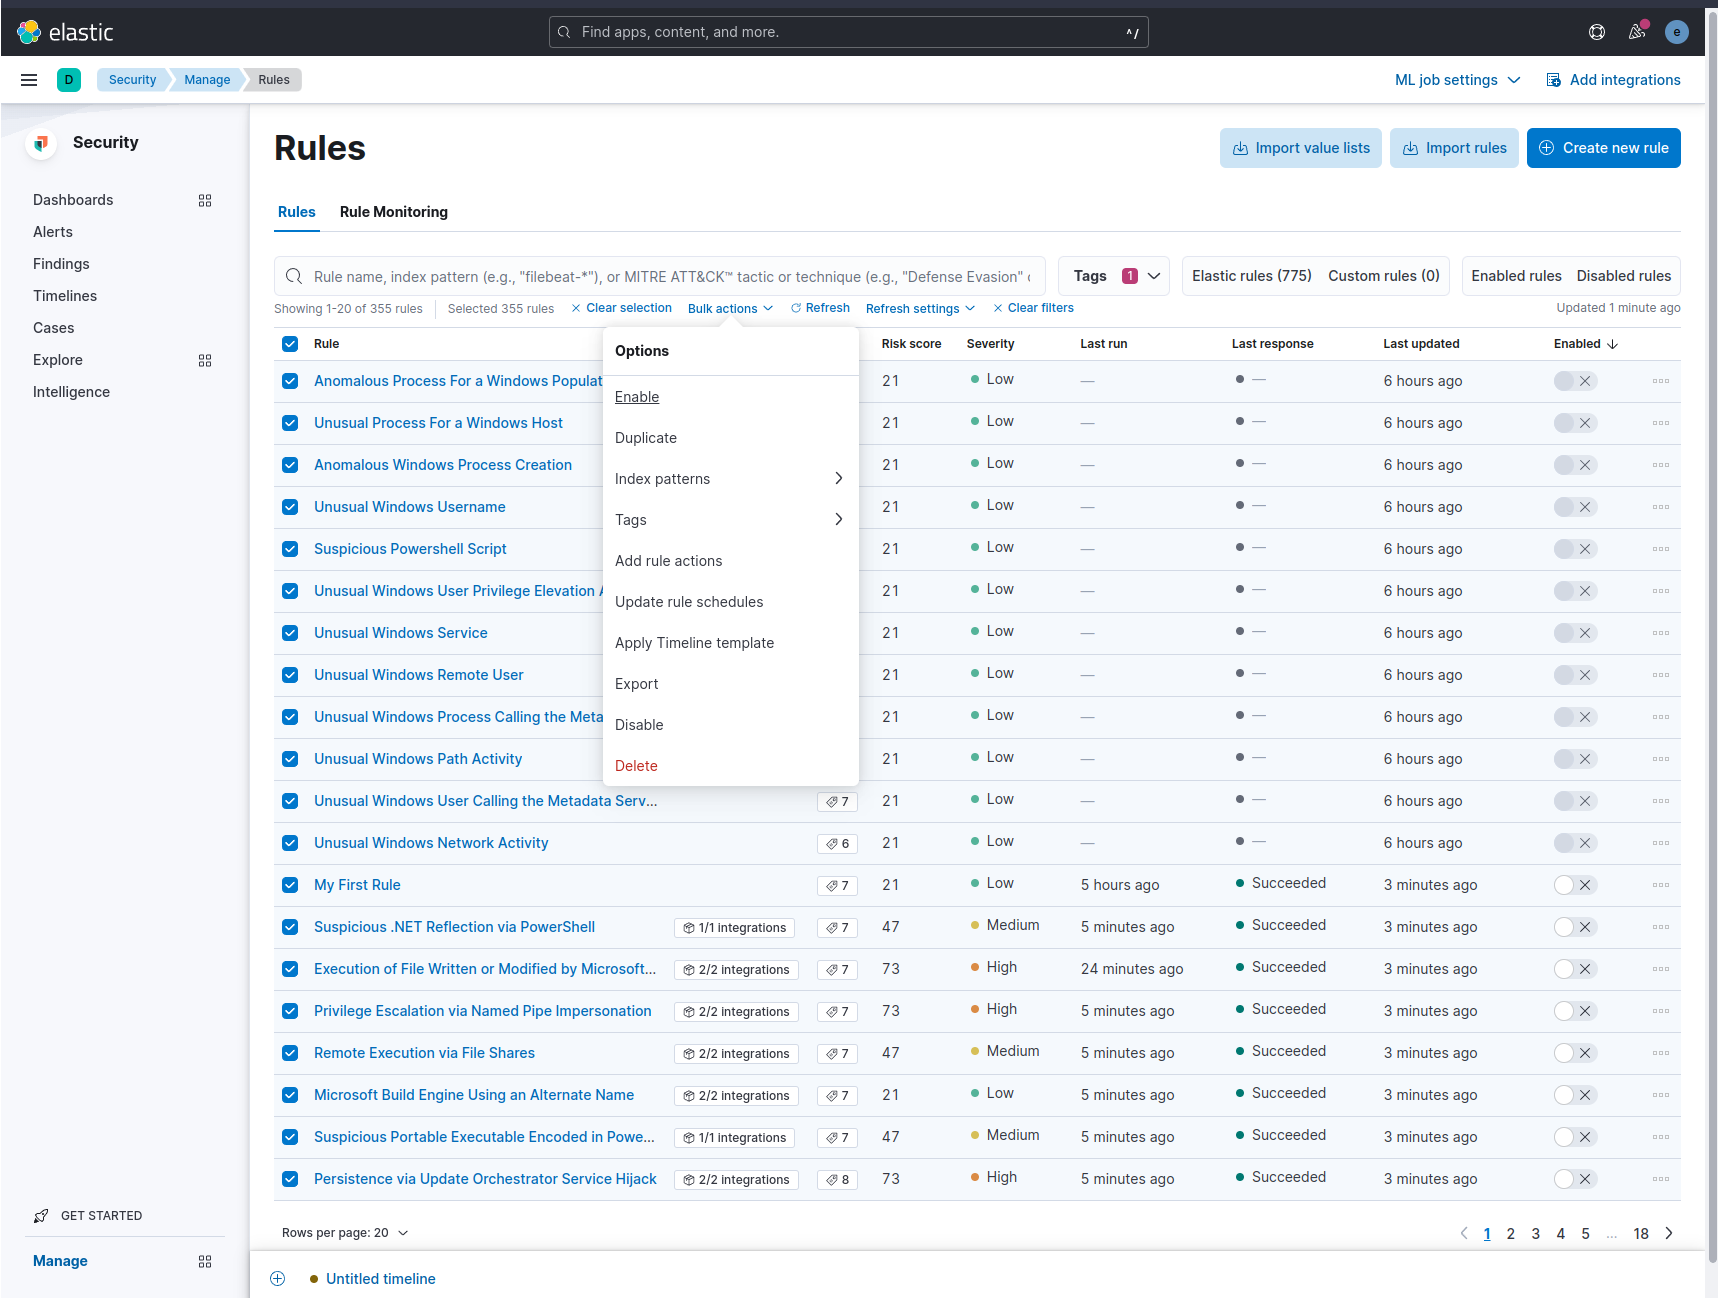 elastic
Find apps, content, and more.
^/
e
D
Security
Manage
Rules
ML job settings
Add integrations
Security
Dashboards
Alerts
Findings
Timelines
Cases
Explore
Intelligence
GET STARTED
Manage
Rules
Import value lists
Import rules
Create new rule
Rules
Rule Monitoring
Rule name, index pattern (e.g., "filebeat-*"), or MITRE ATT&CK™ tactic or technique (e.g., "Defense Evasion"
Tags 1
Elastic rules (775)
Custom rules (0)
Enabled rules
Disabled rules
Showing 1-20 of 355 rules
Selected 355 rules
Clear selection
Bulk actions
Refresh
Refresh settings
Clear filters
Updated 1 minute ago
Rule Risk score Severity Last run Last response Last updated Enabled
Options
Enable
Duplicate
Index patterns
Tags
Add rule actions
Update rule schedules
Apply Timeline template
Export
Disable
Delete
Anomalous Process For a Windows Populat 21 Low — — 6 hours ago
Unusual Process For a Windows Host 21 Low — — 6 hours ago
Anomalous Windows Process Creation 21 Low — — 6 hours ago
Unusual Windows Username 21 Low — — 6 hours ago
Suspicious Powershell Script 21 Low — — 6 hours ago
Unusual Windows User Privilege Elevation A 21 Low — — 6 hours ago
Unusual Windows Service 21 Low — — 6 hours ago
Unusual Windows Remote User 21 Low — — 6 hours ago
Unusual Windows Process Calling the Meta 21 Low — — 6 hours ago
Unusual Windows Path Activity 21 Low — — 6 hours ago
Unusual Windows User Calling the Metadata Serv... 7 21 Low — — 6 hours ago
Unusual Windows Network Activity 6 21 Low — — 6 hours ago
My First Rule 7 21 Low 5 hours ago Succeeded 3 minutes ago
Suspicious .NET Reflection via PowerShell 1/1 integrations 7 47 Medium 5 minutes ago Succeeded 3 minutes ago
Execution of File Written or Modified by Microsoft... 2/2 integrations 7 73 High 24 minutes ago Succeeded 3 minutes ago
Privilege Escalation via Named Pipe Impersonation 2/2 integrations 7 73 High 5 minutes ago Succeeded 3 minutes ago
Remote Execution via File Shares 2/2 integrations 7 47 Medium 5 minutes ago Succeeded 3 minutes ago
Microsoft Build Engine Using an Alternate Name 2/2 integrations 7 21 Low 5 minutes ago Succeeded 3 minutes ago
Suspicious Portable Executable Encoded in Powe... 1/1 integrations 7 47 Medium 5 minutes ago Succeeded 3 minutes ago
Persistence via Update Orchestrator Service Hijack 2/2 integrations 8 73 High 5 minutes ago Succeeded 3 minutes ago
Rows per page: 20
1 2 3 4 5 ... 18
Untitled timeline